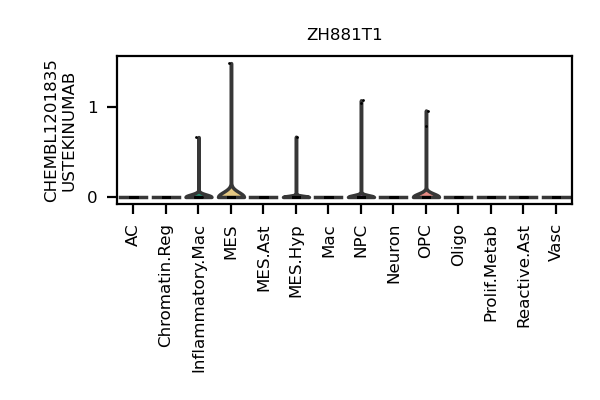 ZH881T1
CHEMBL1201835
USTEKINUMAB
1
0
AC
Chromatin.Reg
Inflammatory.Mac
MES
MES.Ast
MES.Hyp
Mac
NPC
Neuron
OPC
Oligo
Prolif.Metab
Reactive.Ast
Vasc